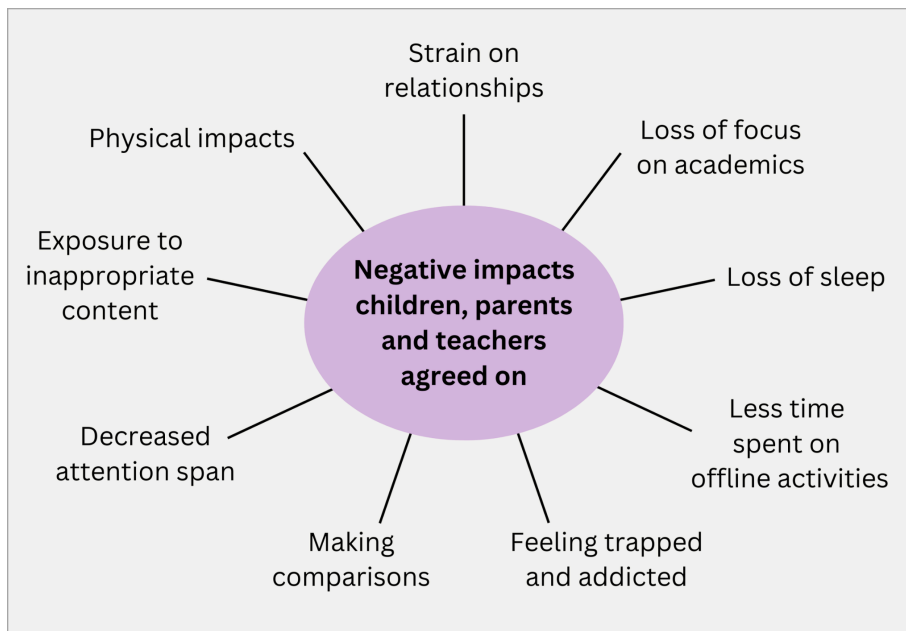 Strain on
relationships
Loss of focus
on academics
Physical impacts
Exposure to
inappropriate
content
Negative impacts
children, parents
and teachers
agreed on
Loss of sleep
Decreased
attention span
Less time
spent on
offline activities
Making
comparisons
Feeling trapped
and addicted